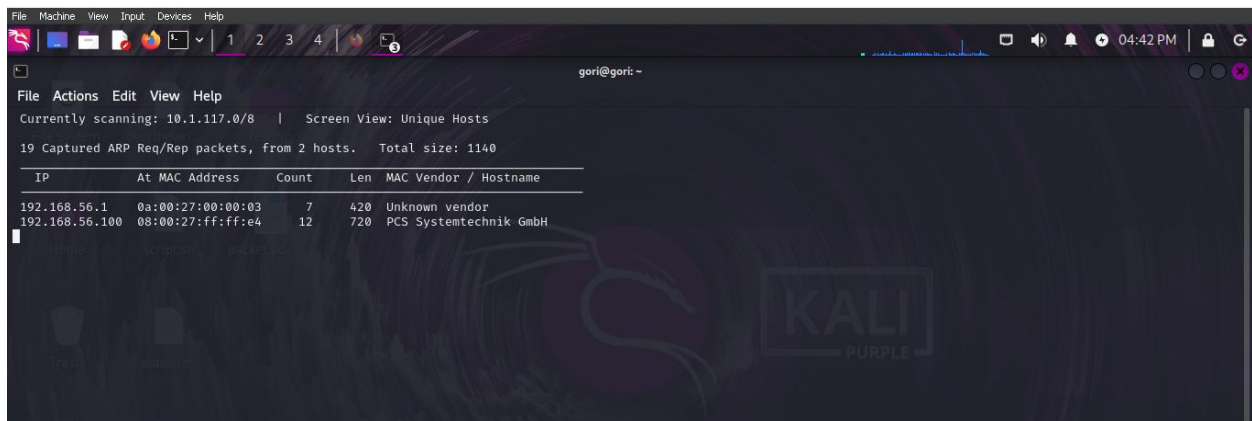 File Machine View Input Devices Help
1 2 3 4 3 04:42 PM
gori@gori: ~
File Actions Edit View Help
Currently scanning: 10.1.117.0/8 | Screen View: Unique Hosts
19 Captured ARP Req/Rep packets, from 2 hosts. Total size: 1140
IP At MAC Address Count Len MAC Vendor / Hostname
192.168.56.1 0a:00:27:00:00:03 7 420 Unknown vendor
192.168.56.100 08:00:27:ff:ff:e4 12 720 PCS Systemtechnik GmbH
Home
KALI
PURPLE
Trash